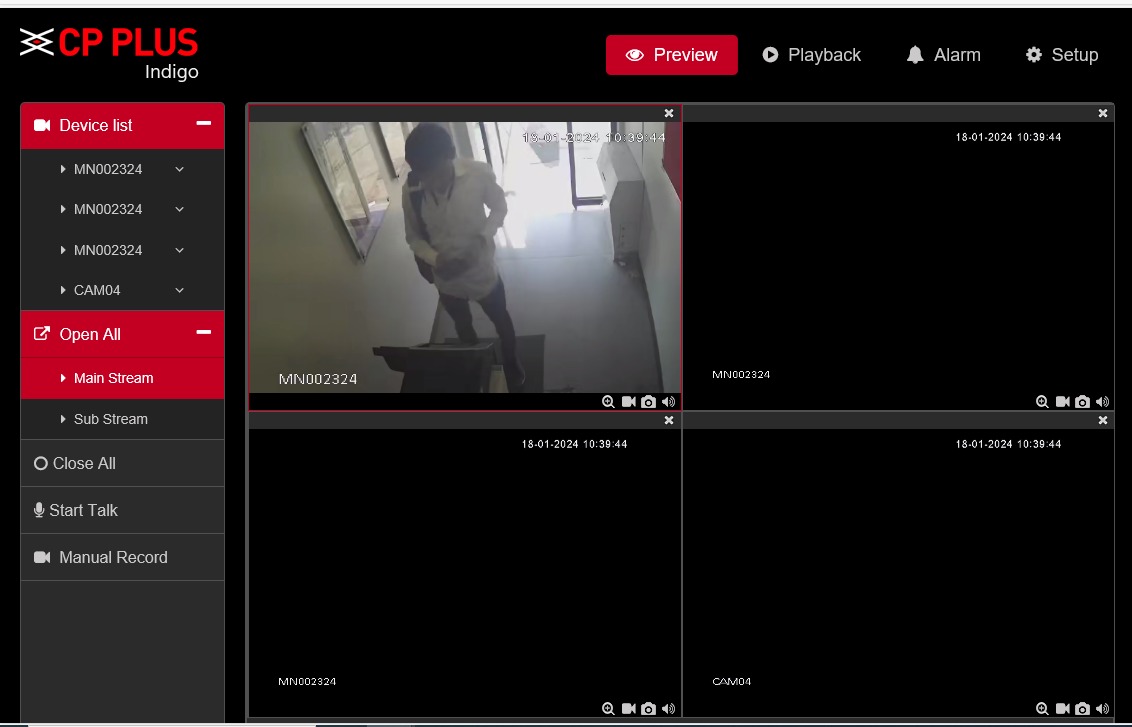 CP PLUS
Indigo
Preview
Playback
Alarm
Setup
Device list
MN002324
MN002324
MN002324
CAM04
Open All
Main Stream
Sub Stream
Close All
Start Talk
Manual Record
18-01-2024 10:39:44
MN002324
18-01-2024 10:39:44
MN002324
18-01-2024 10:39:44
MN002324
18-01-2024 10:39:44
CAM04